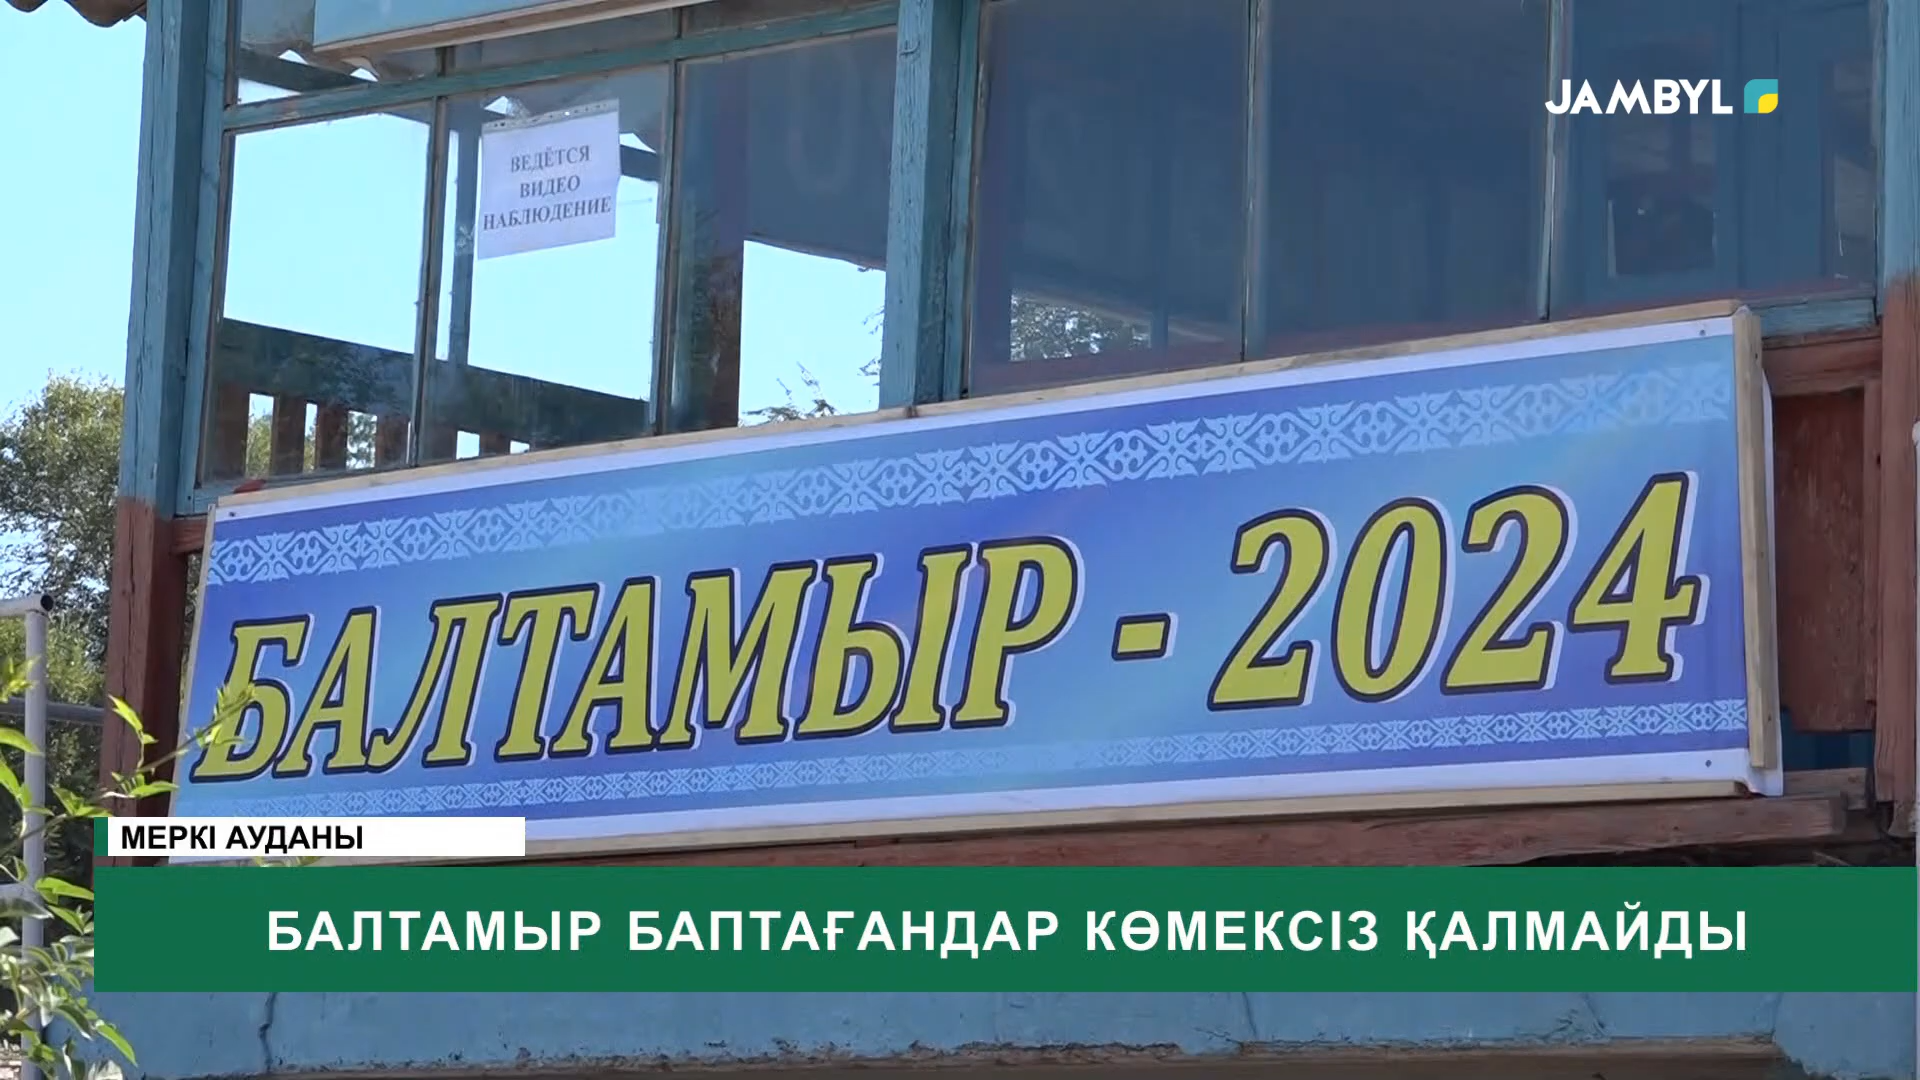 JAMBYL
ВЕДЁТСЯ
ВИДЕО
НАБЛЮДЕНИЕ
БАЛТАМЫР - 2024
МЕРКІ АУДАНЫ
БАЛТАМЫР БАПТАҒАНДАР КӨМЕКСІЗ ҚАЛМАЙДЫ